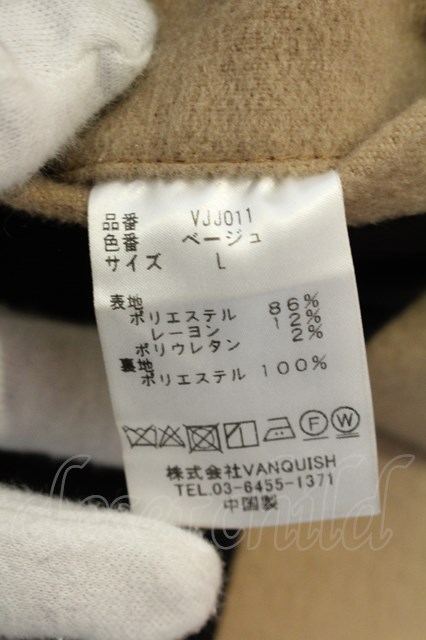 品番 VJJ011
色番 ベージュ
サイズ L
表地
ポリエステル 86%
レーヨン 12%
ポリウレタン 2%
裏地
ポリエステル 100%
F W
株式会社VANQUISH
TEL.03-6455-1371
中国製
closet child